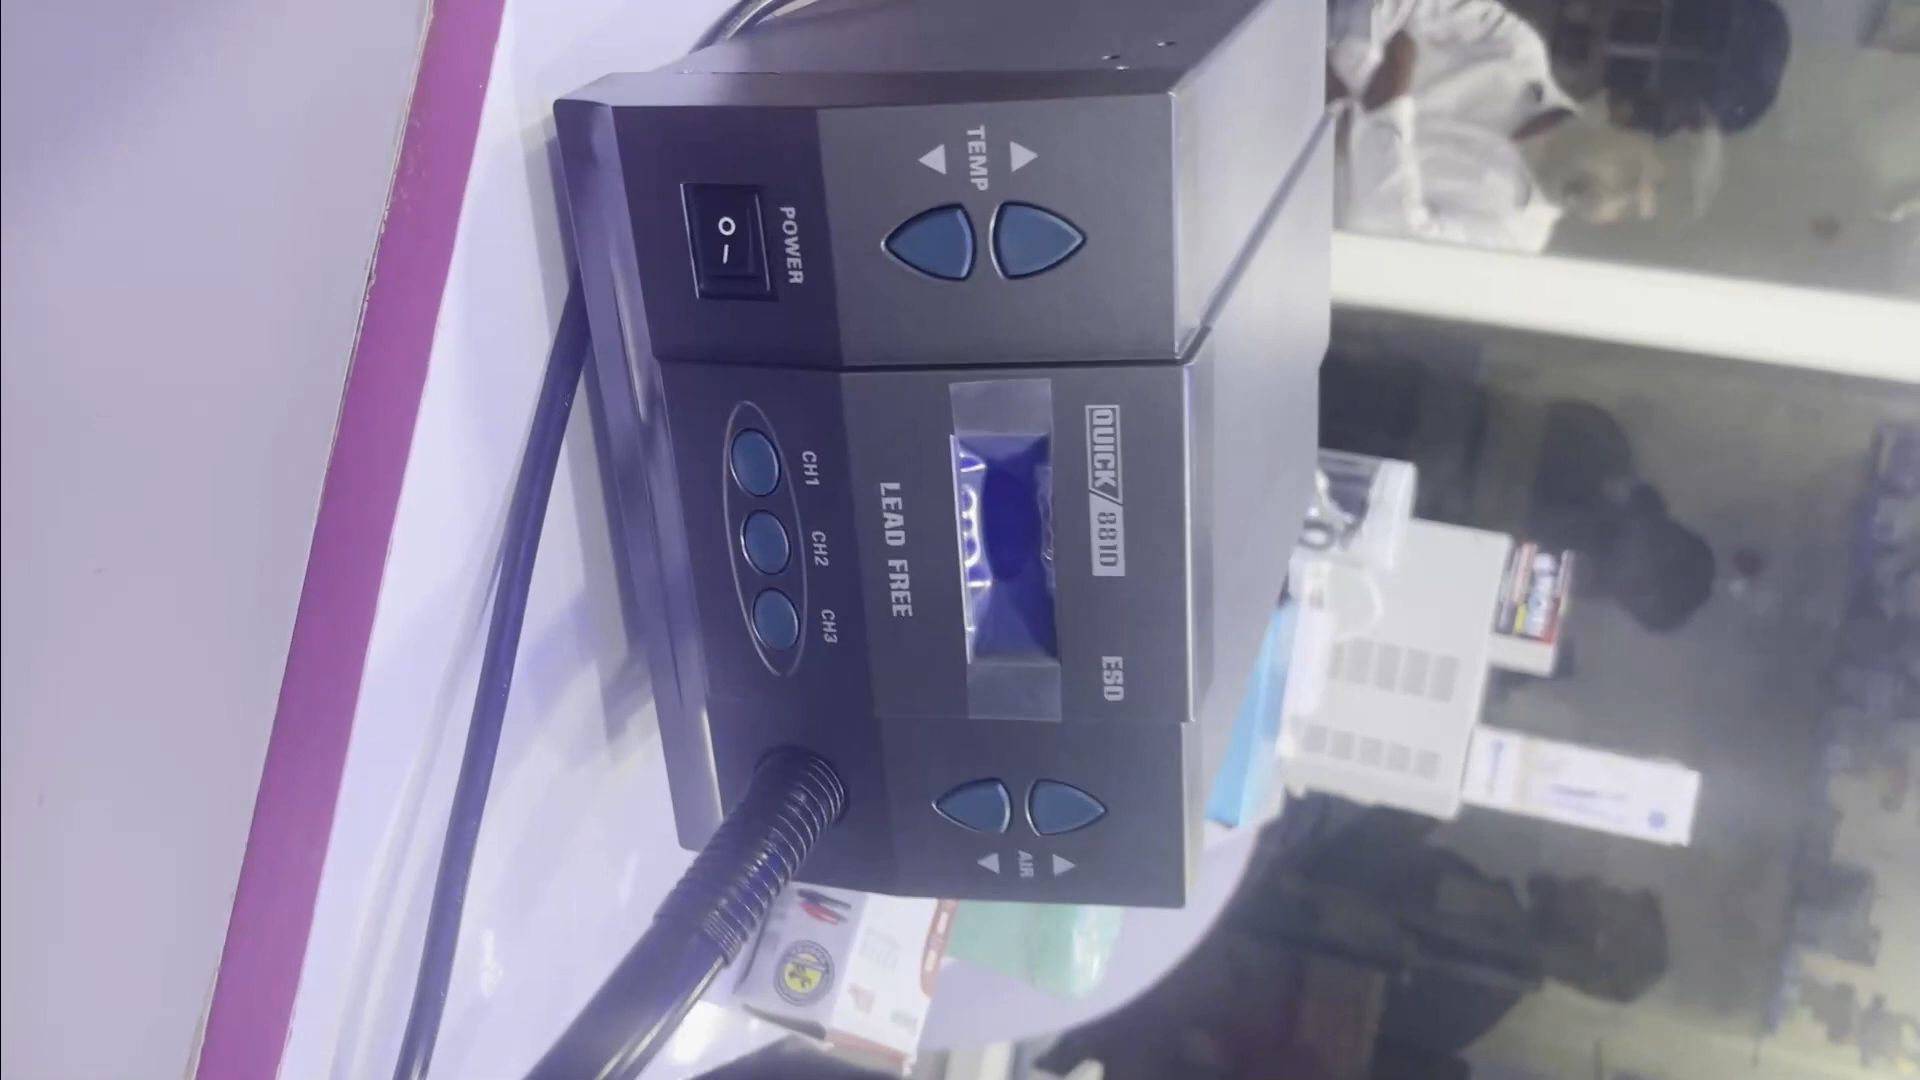 QUICK/881D ESD
TEMP
AIR
LEAD FREE
POWER
CH1 CH2 CH3